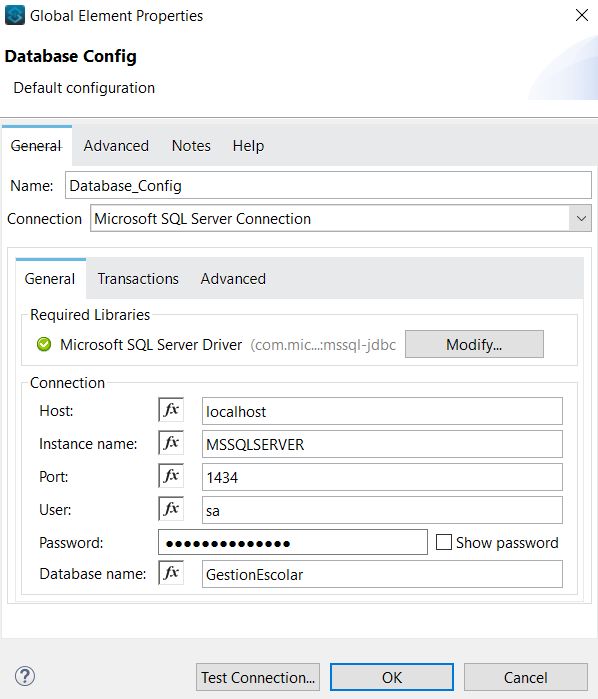 Global Element Properties
Database Config
Default configuration
General Advanced Notes Help
Name: Database_Config
Connection Microsoft SQL Server Connection
General Transactions Advanced
Required Libraries
Microsoft SQL Server Driver (com.mic...:mssql-jdbc Modify...
Connection
Host: fx localhost
Instance name: fx MSSQLSERVER
Port: fx 1434
User: fx sa
Password: ●●●●●●●●●●●●●● Show password
Database name: fx GestionEscolar
? Test Connection... OK Cancel